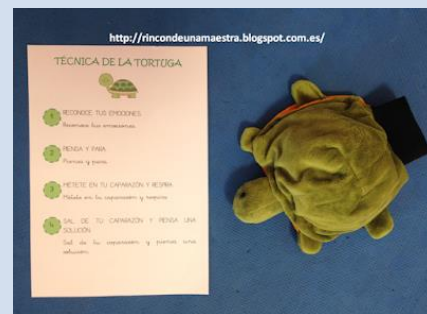 http://rincondeunamaestra.blogspot.com.es/
TÉCNICA DE LA TORTUGA
1 RECONOCE TUS EMOCIONES.
Reconoce tus emociones.
2 PIENSA Y PARA.
Piensa y para.
3 MÉTETE EN TU CAPARAZÓN Y RESPIRA.
Métete en tu caparazón y respira.
4 SAL DE TU CAPARAZÓN Y PIENSA UNA
SOLUCIÓN.
Sal de tu caparazón y piensa una
solución.